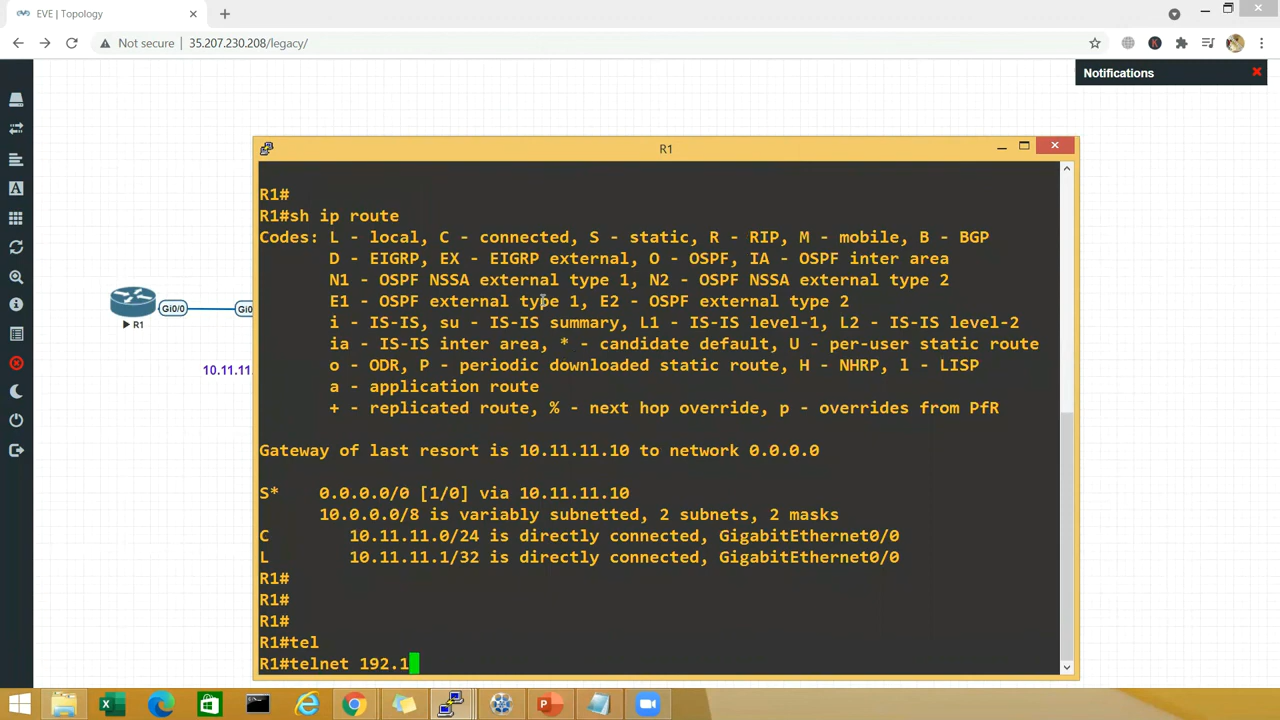 EVE | Topology
Not secure | 35.207.230.208/legacy/
Notifications
R1
R1#
R1#sh ip route
Codes: L - local, C - connected, S - static, R - RIP, M - mobile, B - BGP
D - EIGRP, EX - EIGRP external, O - OSPF, IA - OSPF inter area
N1 - OSPF NSSA external type 1, N2 - OSPF NSSA external type 2
E1 - OSPF external type 1, E2 - OSPF external type 2
i - IS-IS, su - IS-IS summary, L1 - IS-IS level-1, L2 - IS-IS level-2
ia - IS-IS inter area, * - candidate default, U - per-user static route
o - ODR, P - periodic downloaded static route, H - NHRP, l - LISP
a - application route
+ - replicated route, % - next hop override, p - overrides from PfR
Gateway of last resort is 10.11.11.10 to network 0.0.0.0
S* 0.0.0.0/0 [1/0] via 10.11.11.10
10.0.0.0/8 is variably subnetted, 2 subnets, 2 masks
C 10.11.11.0/24 is directly connected, GigabitEthernet0/0
L 10.11.11.1/32 is directly connected, GigabitEthernet0/0
R1#
R1#
R1#
R1#tel
R1#telnet 192.1
Gi0/0
Gi0
R1
10.11.11